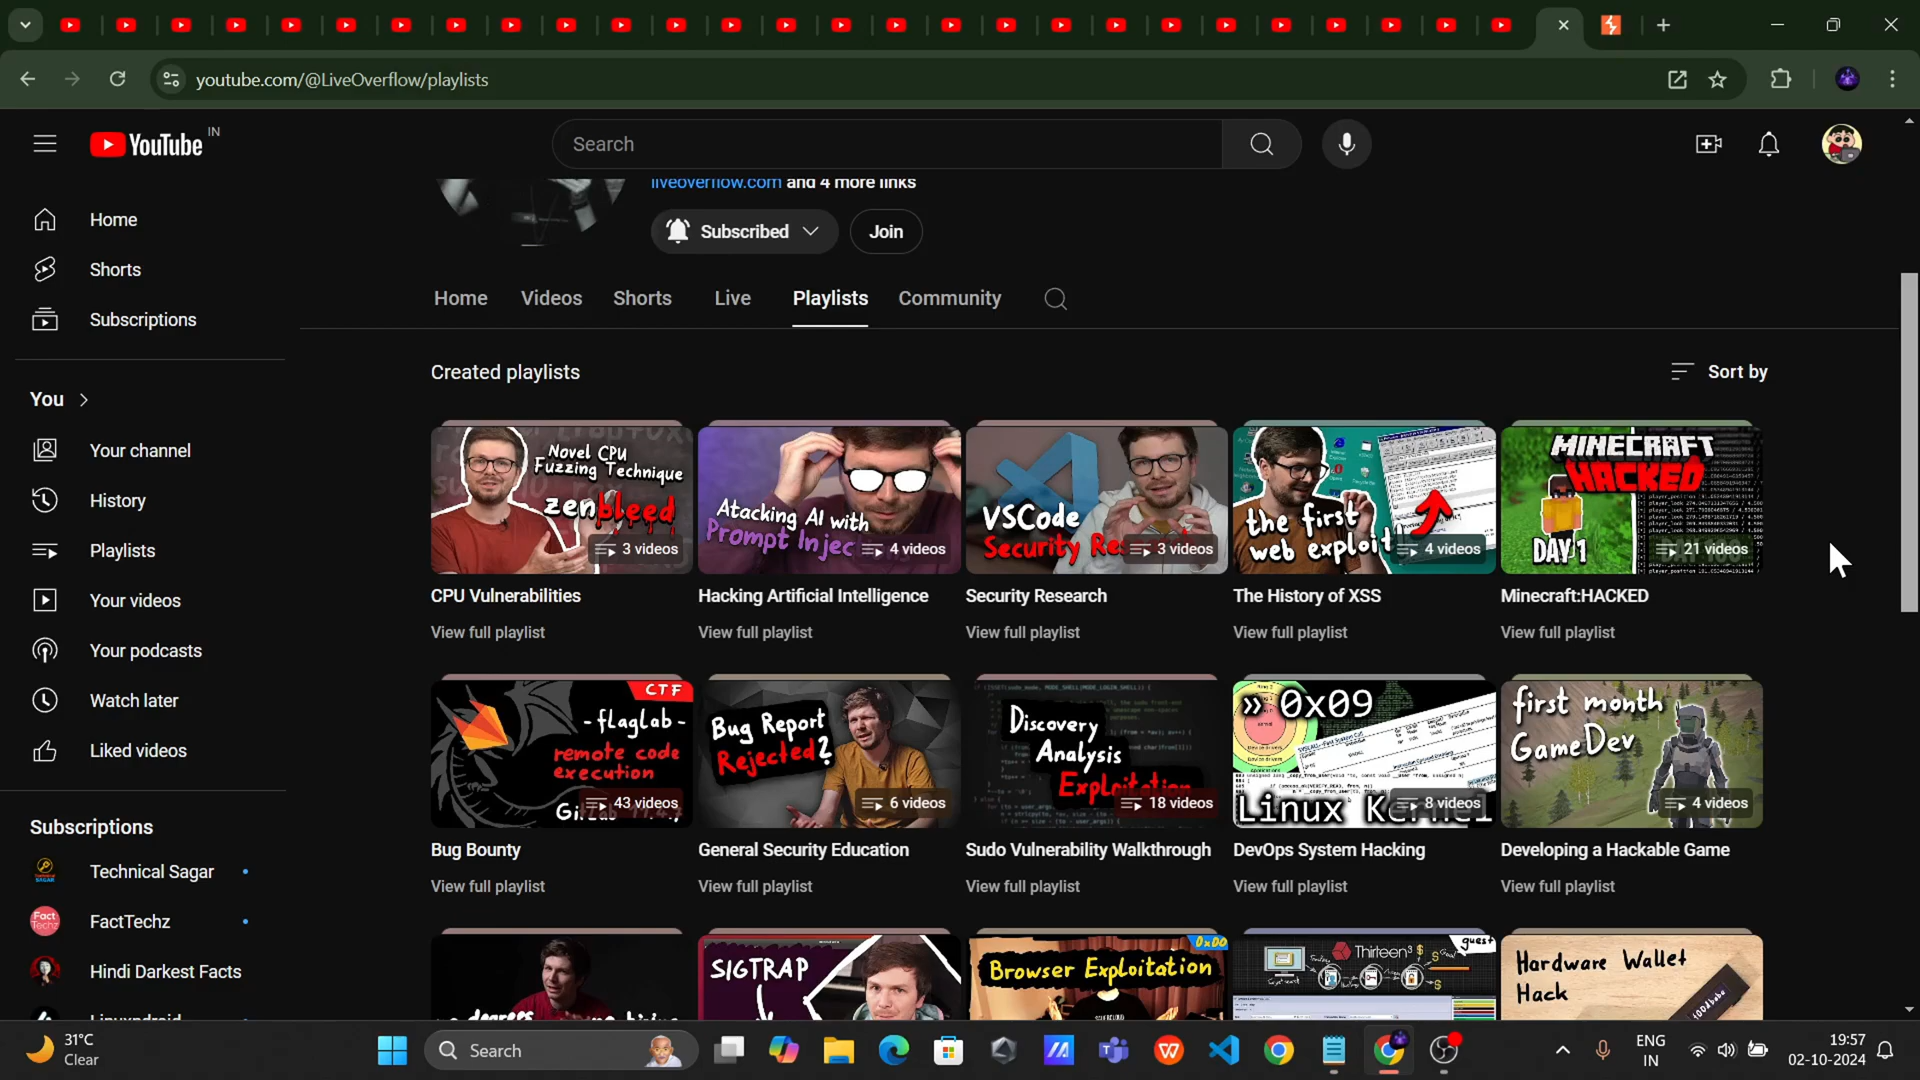 youtube.com/@LiveOverflow/playlists
YouTube IN
Search
liveoverflow.com and 4 more links
Subscribed
Join
Home
Shorts
Subscriptions
Home Videos Shorts Live Playlists Community
Created playlists
Sort by
You
Your channel
History
Playlists
Your videos
Your podcasts
Watch later
Liked videos
Subscriptions
Technical Sagar
FactTechz
Hindi Darkest Facts
Novel CPU
Fuzzing Technique
zenbleed
3 videos
CPU Vulnerabilities
View full playlist
Atacking AI with
Prompt Injec
4 videos
Hacking Artificial Intelligence
View full playlist
VSCode
Security Re
3 videos
Security Research
View full playlist
the first
web exploit
4 videos
The History of XSS
View full playlist
MINECRAFT
HACKED
DAY 1
21 videos
Minecraft:HACKED
View full playlist
CTF
-flaglab-
remote code
execution
43 videos
Bug Bounty
View full playlist
Bug Report
Rejected?
6 videos
General Security Education
View full playlist
Discovery
Analysis
Exploitation
18 videos
Sudo Vulnerability Walkthrough
View full playlist
» 0x09
Linux Kernel
8 videos
DevOps System Hacking
View full playlist
first month
GameDev
4 videos
Developing a Hackable Game
View full playlist
SIGTRAP
0x00
Browser Exploitation
Thirteen³
guest
Hardware Wallet
Hack
31°C
Clear
Search
ENG
IN
19:57
02-10-2024